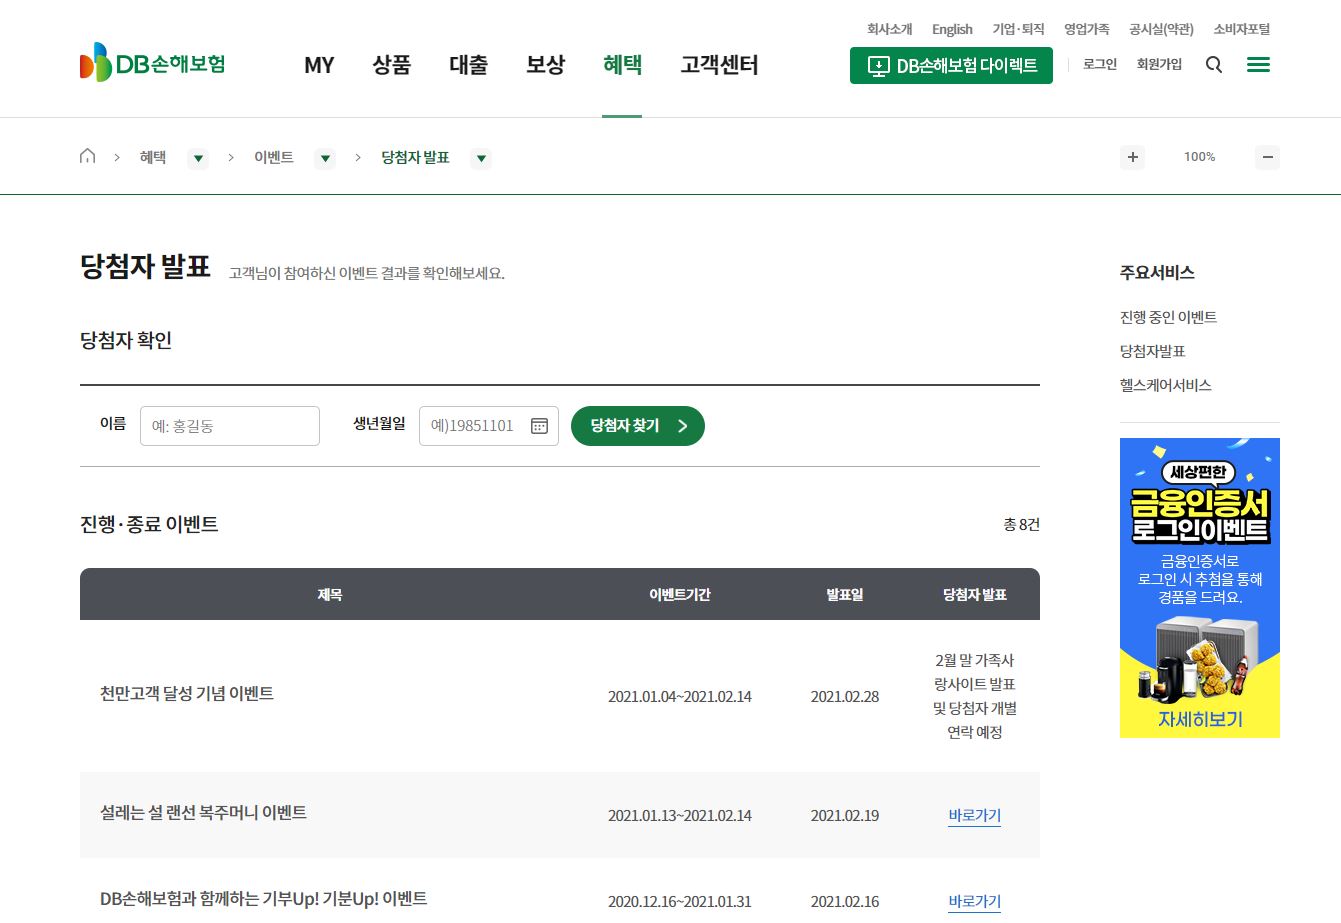 회사소개 English 기업·퇴직 영업가족 공시실(약관) 소비자포털
DB손해보험 MY 상품 대출 보상 혜택 고객센터 DB손해보험 다이렉트 로그인 회원가입
혜택 이벤트 당첨자 발표 100%
당첨자 발표 고객님이 참여하신 이벤트 결과를 확인해보세요.
당첨자 확인
이름 예: 홍길동 생년월일 예)19851101 당첨자 찾기
진행·종료 이벤트 총 8건
제목 이벤트기간 발표일 당첨자 발표
천만고객 달성 기념 이벤트 2021.01.04~2021.02.14 2021.02.28
2월 말 가족사
랑사이트 발표
및 당첨자 개별
연락 예정
설레는 설 랜선 복주머니 이벤트 2021.01.13~2021.02.14 2021.02.19 바로가기
DB손해보험과 함께하는 기부Up! 기분Up! 이벤트 2020.12.16~2021.01.31 2021.02.16 바로가기
주요서비스
진행 중인 이벤트
당첨자발표
헬스케어서비스
세상편한
금융인증서
로그인이벤트
금융인증서로
로그인 시 추첨을 통해
경품을 드려요.
자세히보기